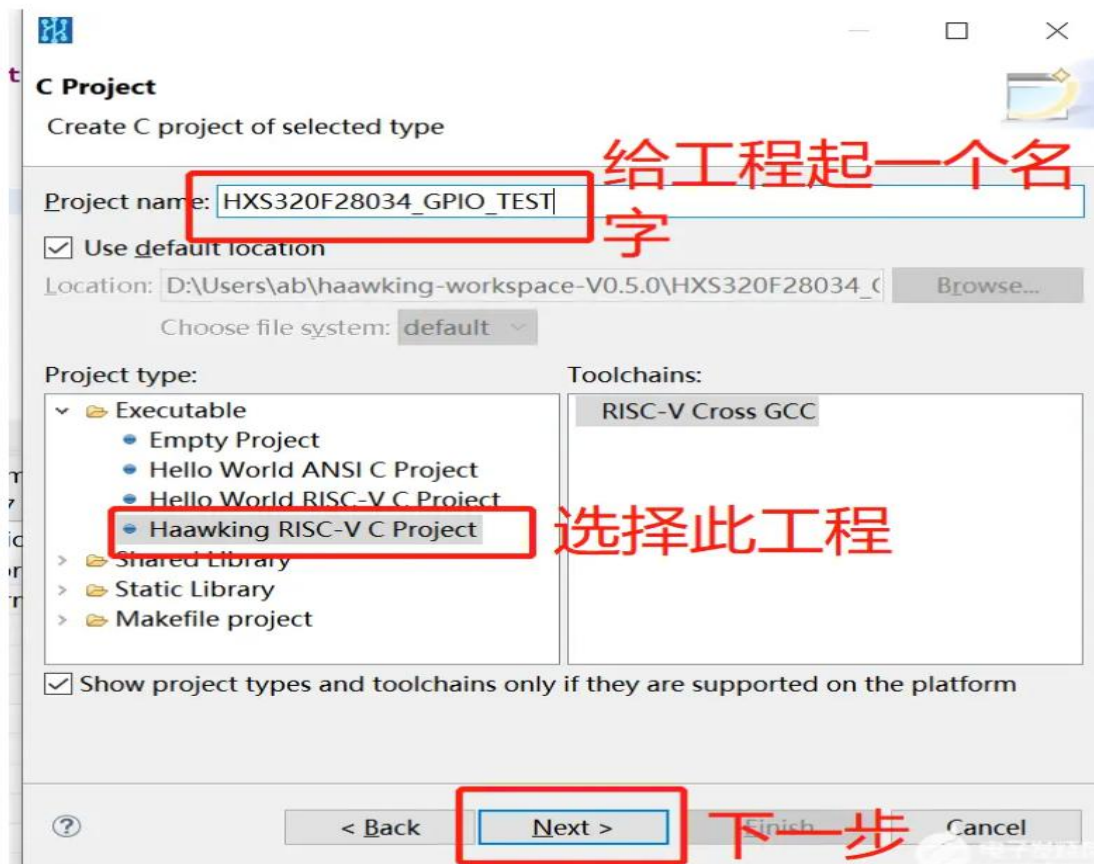 C Project
Create C project of selected type
给工程起一个名
字
Project name: HXS320F28034_GPIO_TEST
Use default location
Location: D:\Users\ab\haawking-workspace-V0.5.0\HXS320F28034_( Browse...
Choose file system: default
Project type: Toolchains:
Executable RISC-V Cross GCC
Empty Project
Hello World ANSI C Project
Hello World RISC-V C Project
Haawking RISC-V C Project
选择此工程
Shared Library
Static Library
Makefile project
Show project types and toolchains only if they are supported on the platform
< Back Next > 下一步 Finish Cancel